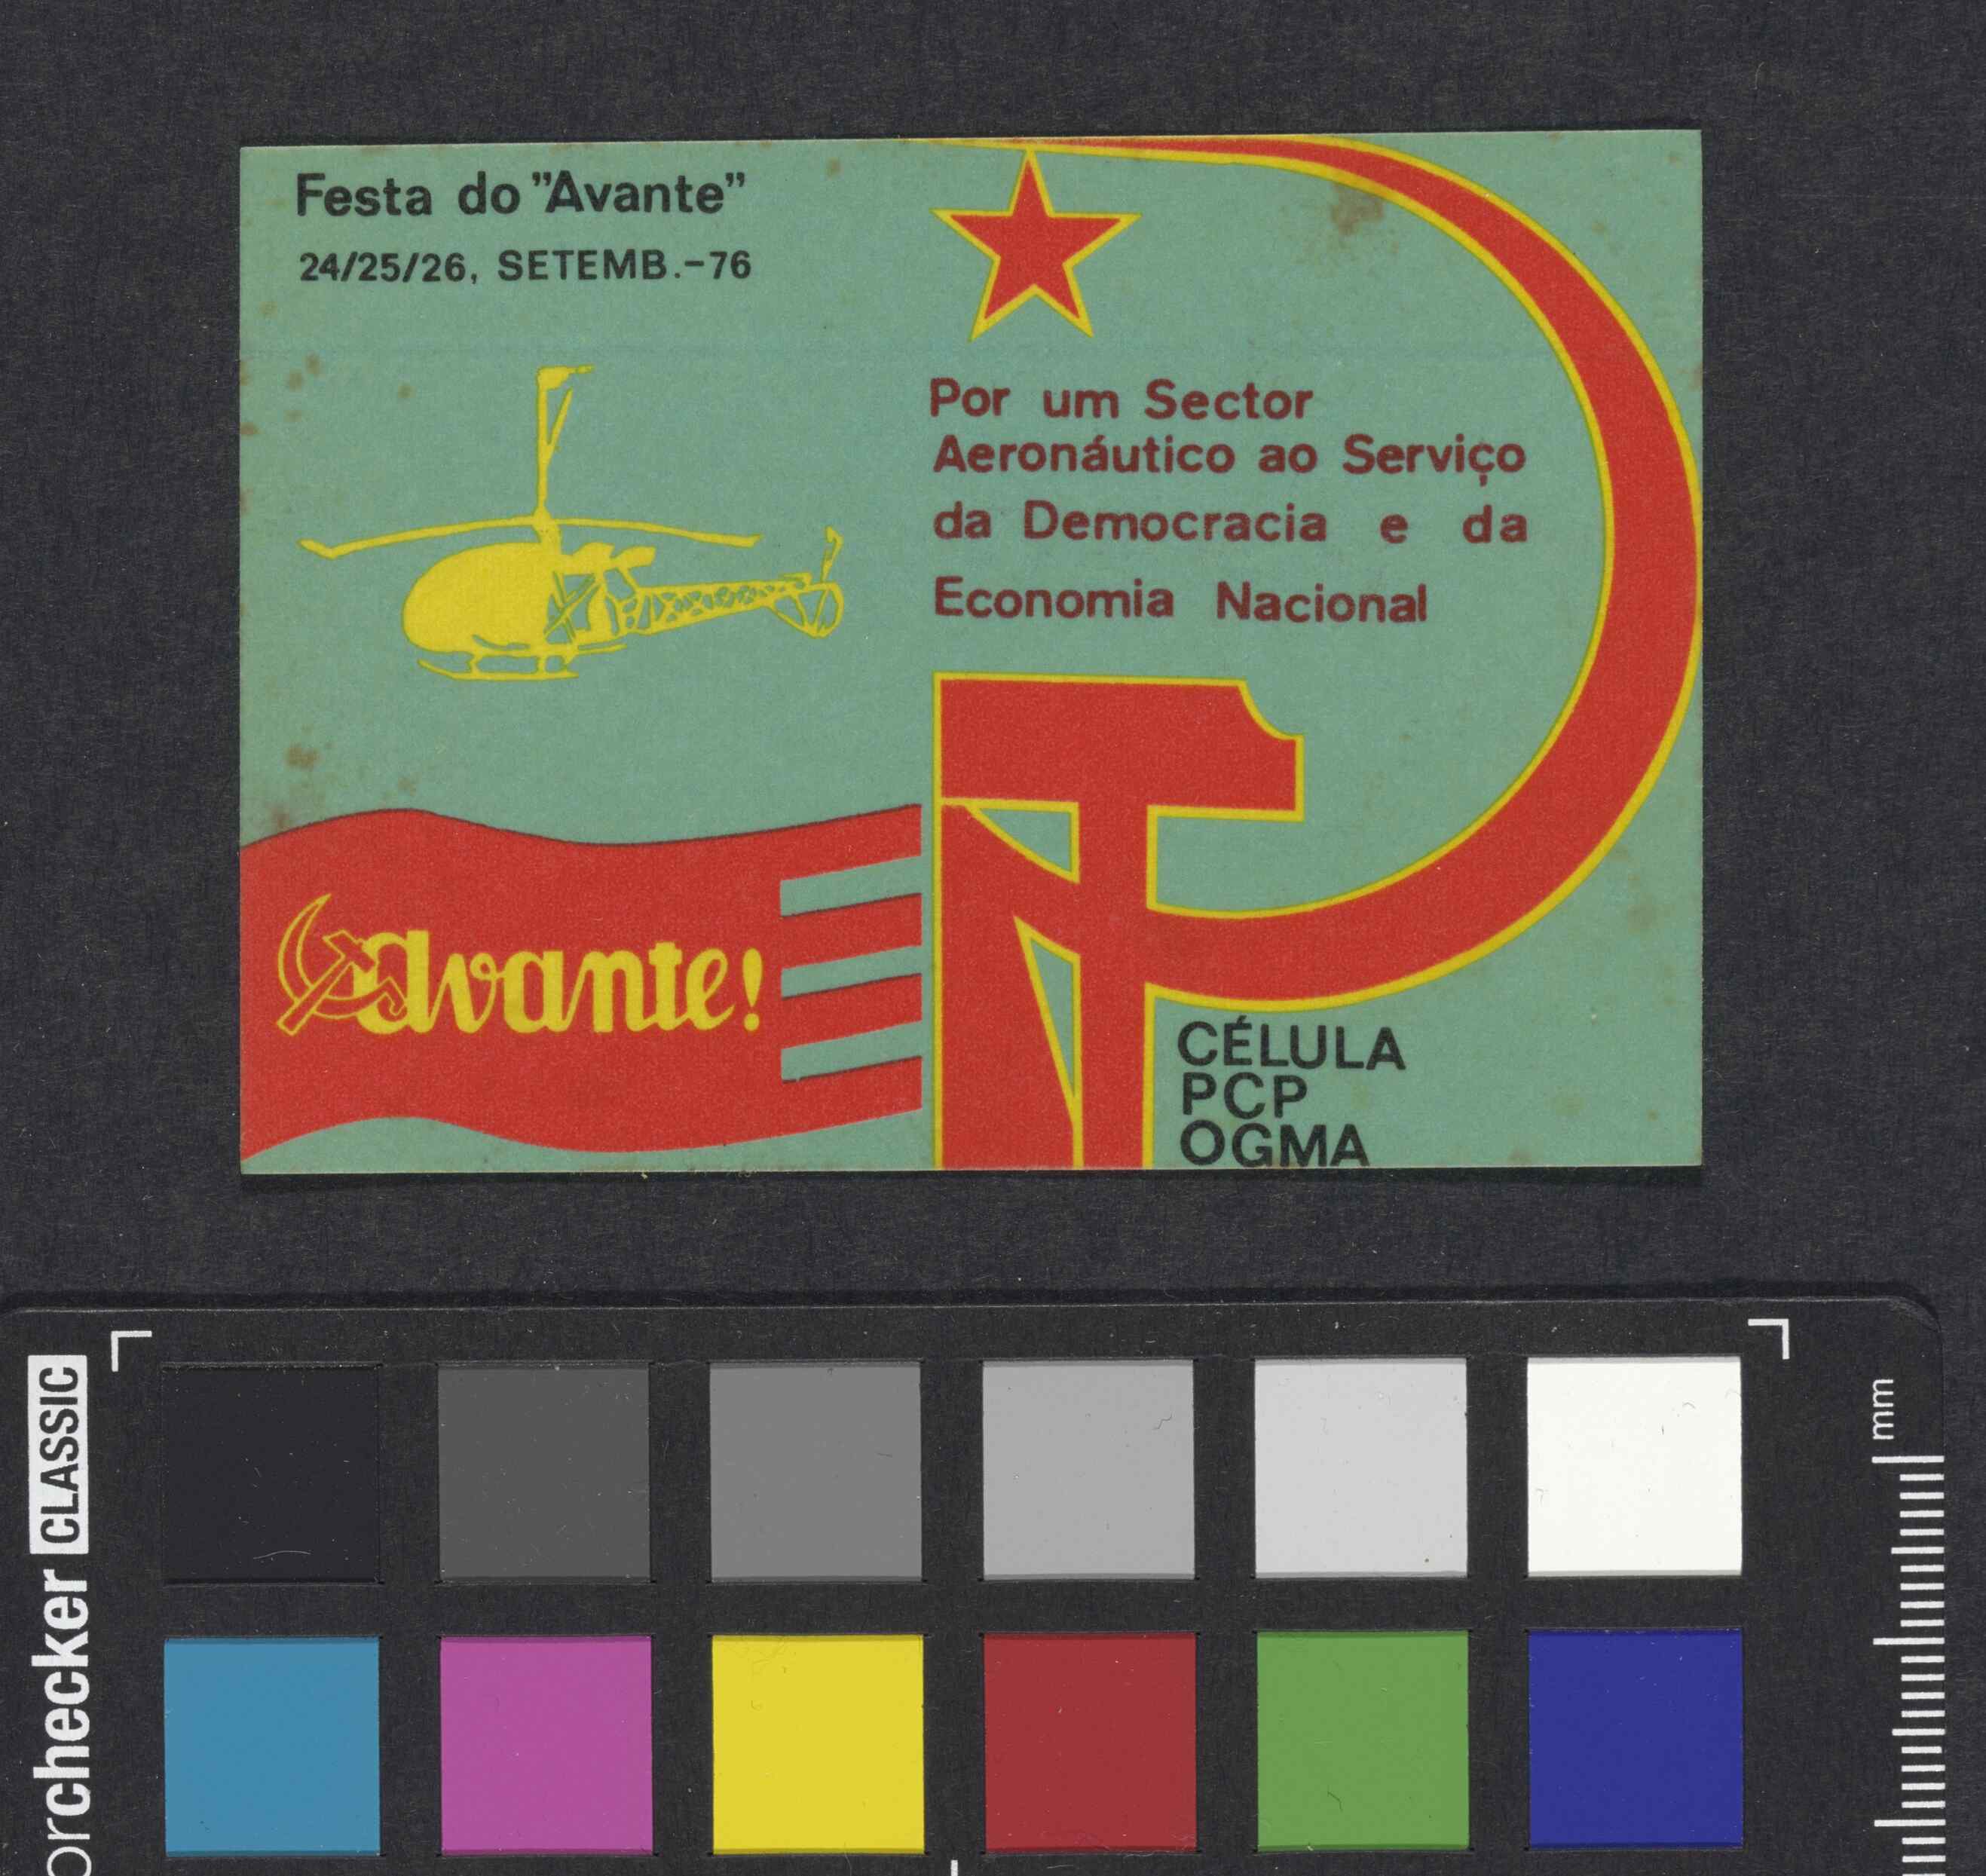 Festa do "Avante"
24/25/26, SETEMB.-76
Por um Sector
Aeronáutico ao Serviço
da Democracia e da
Economia Nacional
Avante!
CÉLULA
PCP
OGMA
mm
orchecker CLASSIC